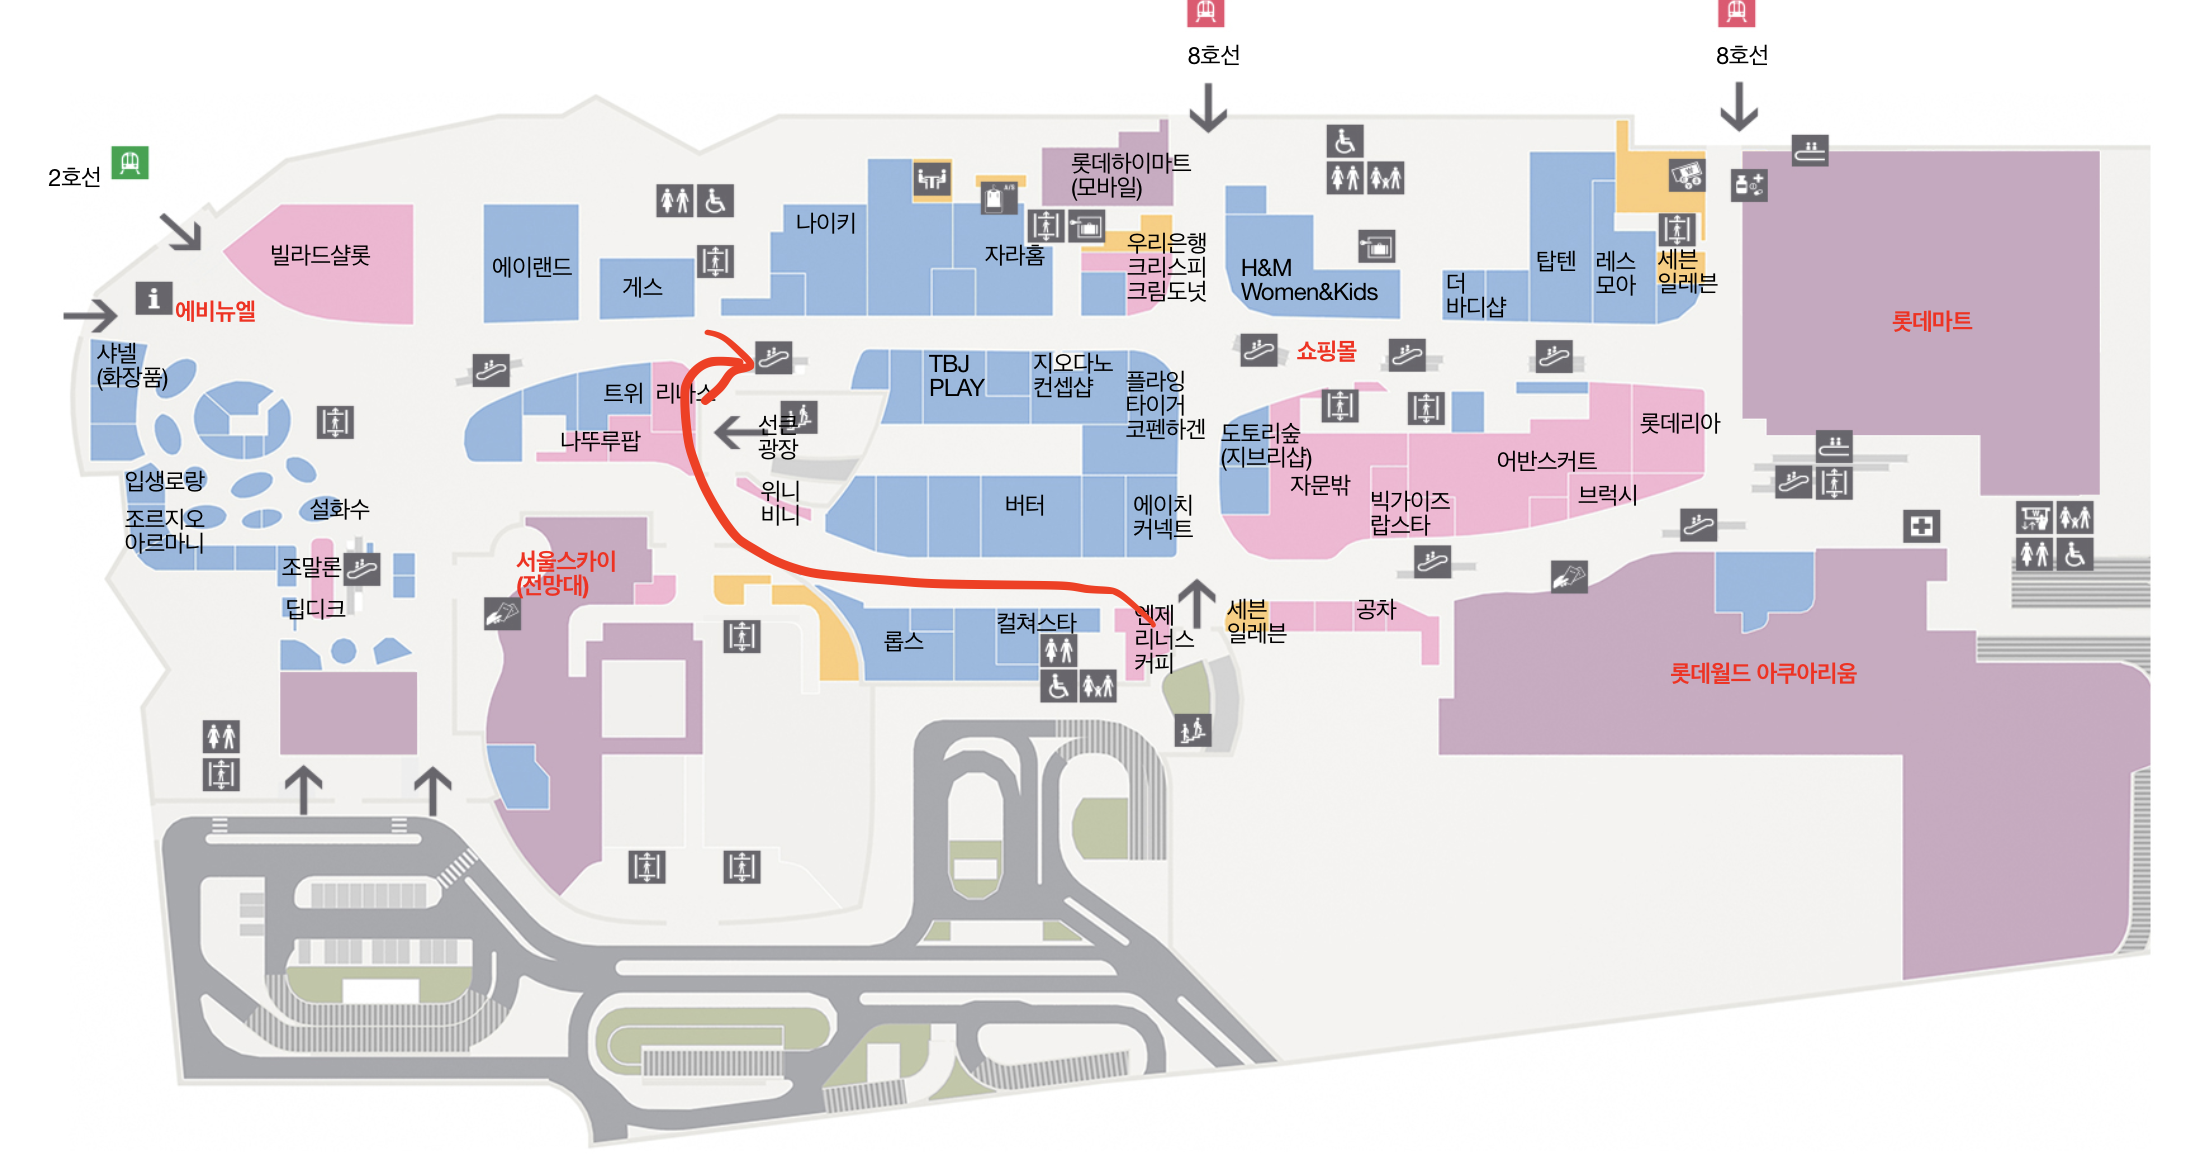 8호선
8호선
2호선
빌라드샬롯
에비뉴엘
에이랜드
게스
나이키
자라홈
롯데하이마트
(모바일)
우리은행
크리스피
크림도넛
H&M
Women&Kids
더
바디샵
탑텐
레스
모아
세븐
일레븐
롯데마트
샤넬
(화장품)
입생로랑
조르지오
아르마니
설화수
조말론
딥디크
트위
리나스
나뚜루팝
선큰
광장
위니
비니
TBJ
PLAY
지오다노
컨셉샵
플라잉
타이거
코펜하겐
버터
에이치
커넥트
쇼핑몰
도토리숲
(지브리샵)
자문밖
빅가이즈
랍스타
어반스커트
브럭시
롯데리아
서울스카이
(전망대)
롭스
컬쳐스타
엔제
리너스
커피
세븐
일레븐
공차
롯데월드 아쿠아리움